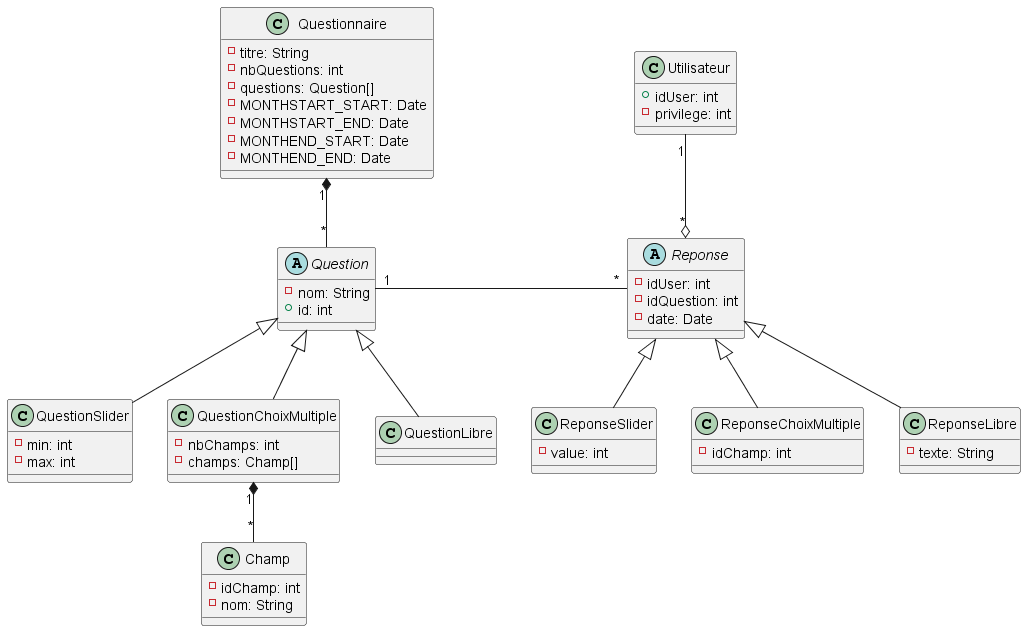 C Questionnaire
titre: String
nbQuestions: int
questions: Question[]
MONTHSTART_START: Date
MONTHSTART_END: Date
MONTHEND_START: Date
MONTHEND_END: Date
C Utilisateur
idUser: int
privilege: int
1
*
1
*
A Question
nom: String
id: int
1
*
A Reponse
idUser: int
idQuestion: int
date: Date
C QuestionSlider
min: int
max: int
C QuestionChoixMultiple
nbChamps: int
champs: Champ[]
C QuestionLibre
C ReponseSlider
value: int
C ReponseChoixMultiple
idChamp: int
C ReponseLibre
texte: String
1
*
C Champ
idChamp: int
nom: String